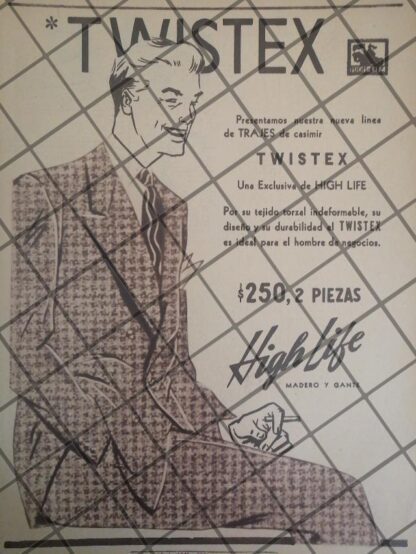 *TWISTEX
Presentamos nuestra nueva linea
de TRAJES de casimir
TWISTEX
Una Exclusiva de HIGH LIFE
Por su tejido torsal indeformable, su
diseño y su durabilidad el TWISTEX
es ideal para el hombre de negocios.
$250, 2 PIEZAS
High Life
MADERO Y GANTE